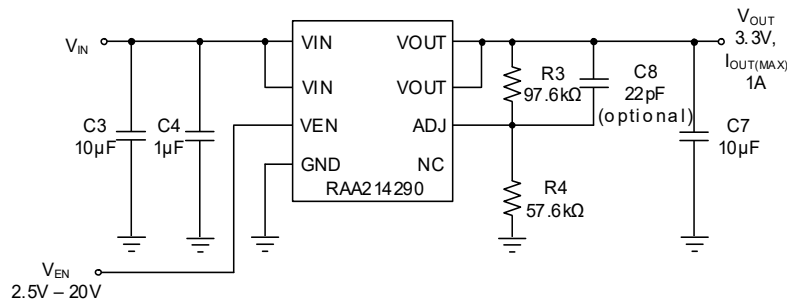 VIN
C3
10µF
C4
1µF
VEN
2.5V – 20V
VIN
VIN
VEN
GND
VOUT
VOUT
ADJ
NC
RAA214290
R3
97.6kΩ
C8
22pF
(optional)
R4
57.6kΩ
C7
10µF
VOUT
3.3V,
IOUT(MAX)
1A